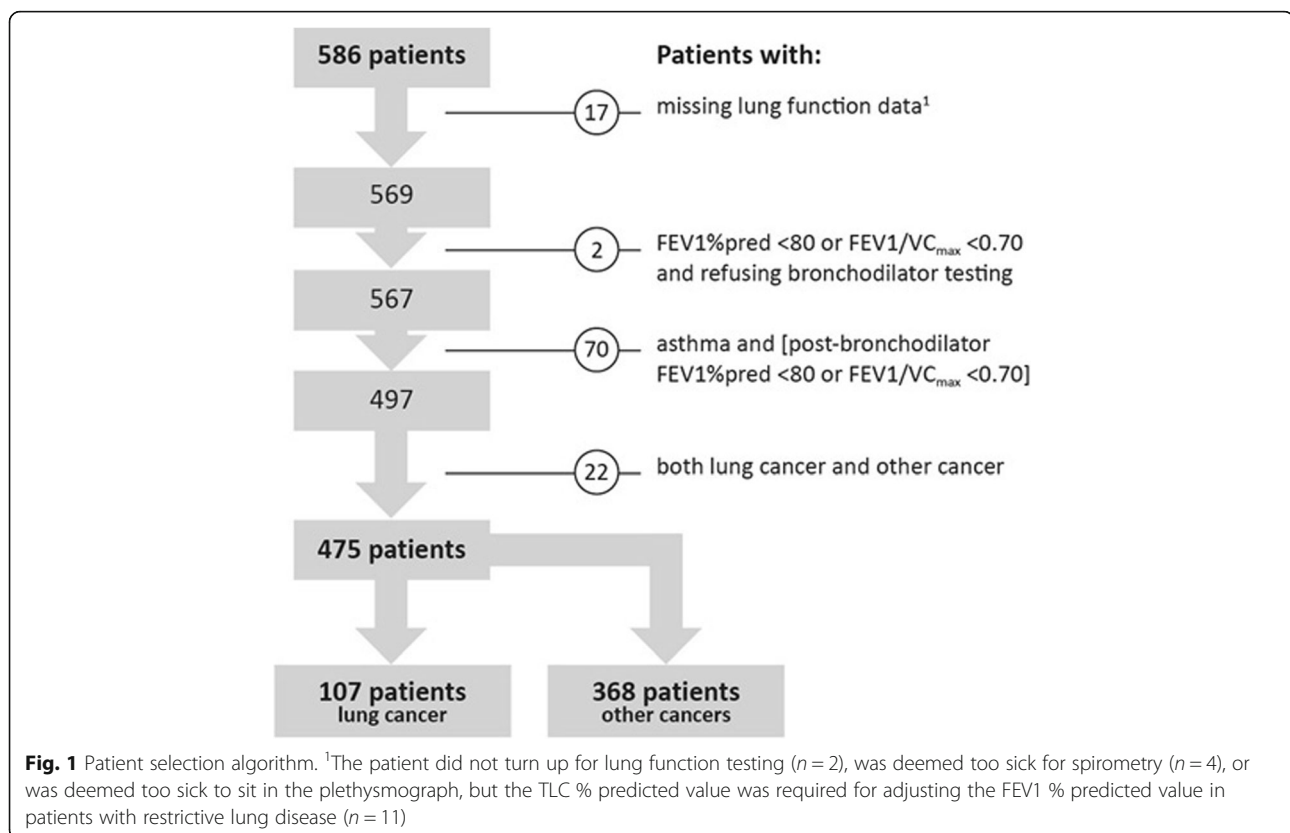 586 patients
Patients with:
17
missing lung function data¹
569
2
FEV1%pred <80 or FEV1/VCmax <0.70
and refusing bronchodilator testing
567
70
asthma and [post-bronchodilator
FEV1%pred <80 or FEV1/VCmax <0.70]
497
22
both lung cancer and other cancer
475 patients
107 patients
lung cancer
368 patients
other cancers
Fig. 1 Patient selection algorithm. ¹The patient did not turn up for lung function testing (n = 2), was deemed too sick for spirometry (n = 4), or
was deemed too sick to sit in the plethysmograph, but the TLC % predicted value was required for adjusting the FEV1 % predicted value in
patients with restrictive lung disease (n = 11)